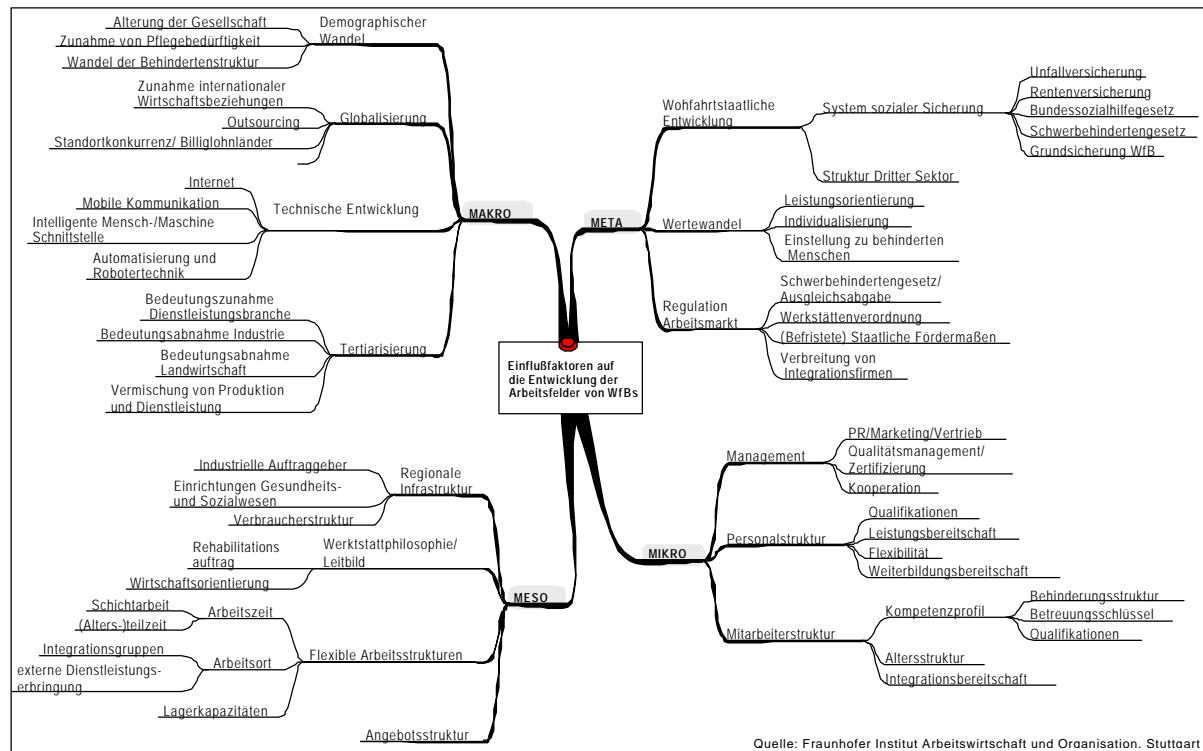 Alterung der Gesellschaft
Zunahme von Pflegebedürftigkeit
Wandel der Behindertenstruktur
Demographischer
Wandel
Zunahme internationaler
Wirtschaftsbeziehungen
Outsourcing
Standortkonkurrenz/ Billiglohnländer
Globalisierung
Internet
Mobile Kommunikation
Intelligente Mensch-/Maschine
Schnittstelle
Automatisierung und
Robotertechnik
Technische Entwicklung
Bedeutungszunahme
Dienstleistungsbranche
Bedeutungsabnahme Industrie
Bedeutungsabnahme
Landwirtschaft
Vermischung von Produktion
und Dienstleistung
Tertiarisierung
MAKRO
META
Wohfahrtstaatliche
Entwicklung
System sozialer Sicherung
Unfallversicherung
Rentenversicherung
Bundessozialhilfegesetz
Schwerbehindertengesetz
Grundsicherung WfB
Struktur Dritter Sektor
Wertewandel
Leistungsorientierung
Individualisierung
Einstellung zu behinderten
Menschen
Regulation
Arbeitsmarkt
Schwerbehindertengesetz/
Ausgleichsabgabe
Werkstättenverordnung
(Befristete) Staatliche Fördermaßen
Verbreitung von
Integrationsfirmen
Einflußfaktoren auf
die Entwicklung der
Arbeitsfelder von WfBs
Industrielle Auftraggeber
Einrichtungen Gesundheits-
und Sozialwesen
Verbraucherstruktur
Regionale
Infrastruktur
Rehabilitations
auftrag
Wirtschaftsorientierung
Werktstattphilosophie/
Leitbild
Schichtarbeit
(Alters-)teilzeit
Arbeitszeit
Integrationsgruppen
externe Dienstleistungs-
erbringung
Arbeitsort
Lagerkapazitäten
Flexible Arbeitsstrukturen
Angebotsstruktur
MESO
MIKRO
Management
PR/Marketing/Vertrieb
Qualitätsmanagement/
Zertifizierung
Kooperation
Personalstruktur
Qualifikationen
Leistungsbereitschaft
Flexibilität
Weiterbildungsbereitschaft
Mitarbeiterstruktur
Kompetenzprofil
Behinderungsstruktur
Betreuungsschlüssel
Qualifikationen
Altersstruktur
Integrationsbereitschaft
Quelle: Fraunhofer Institut Arbeitswirtschaft und Organisation, Stuttgart